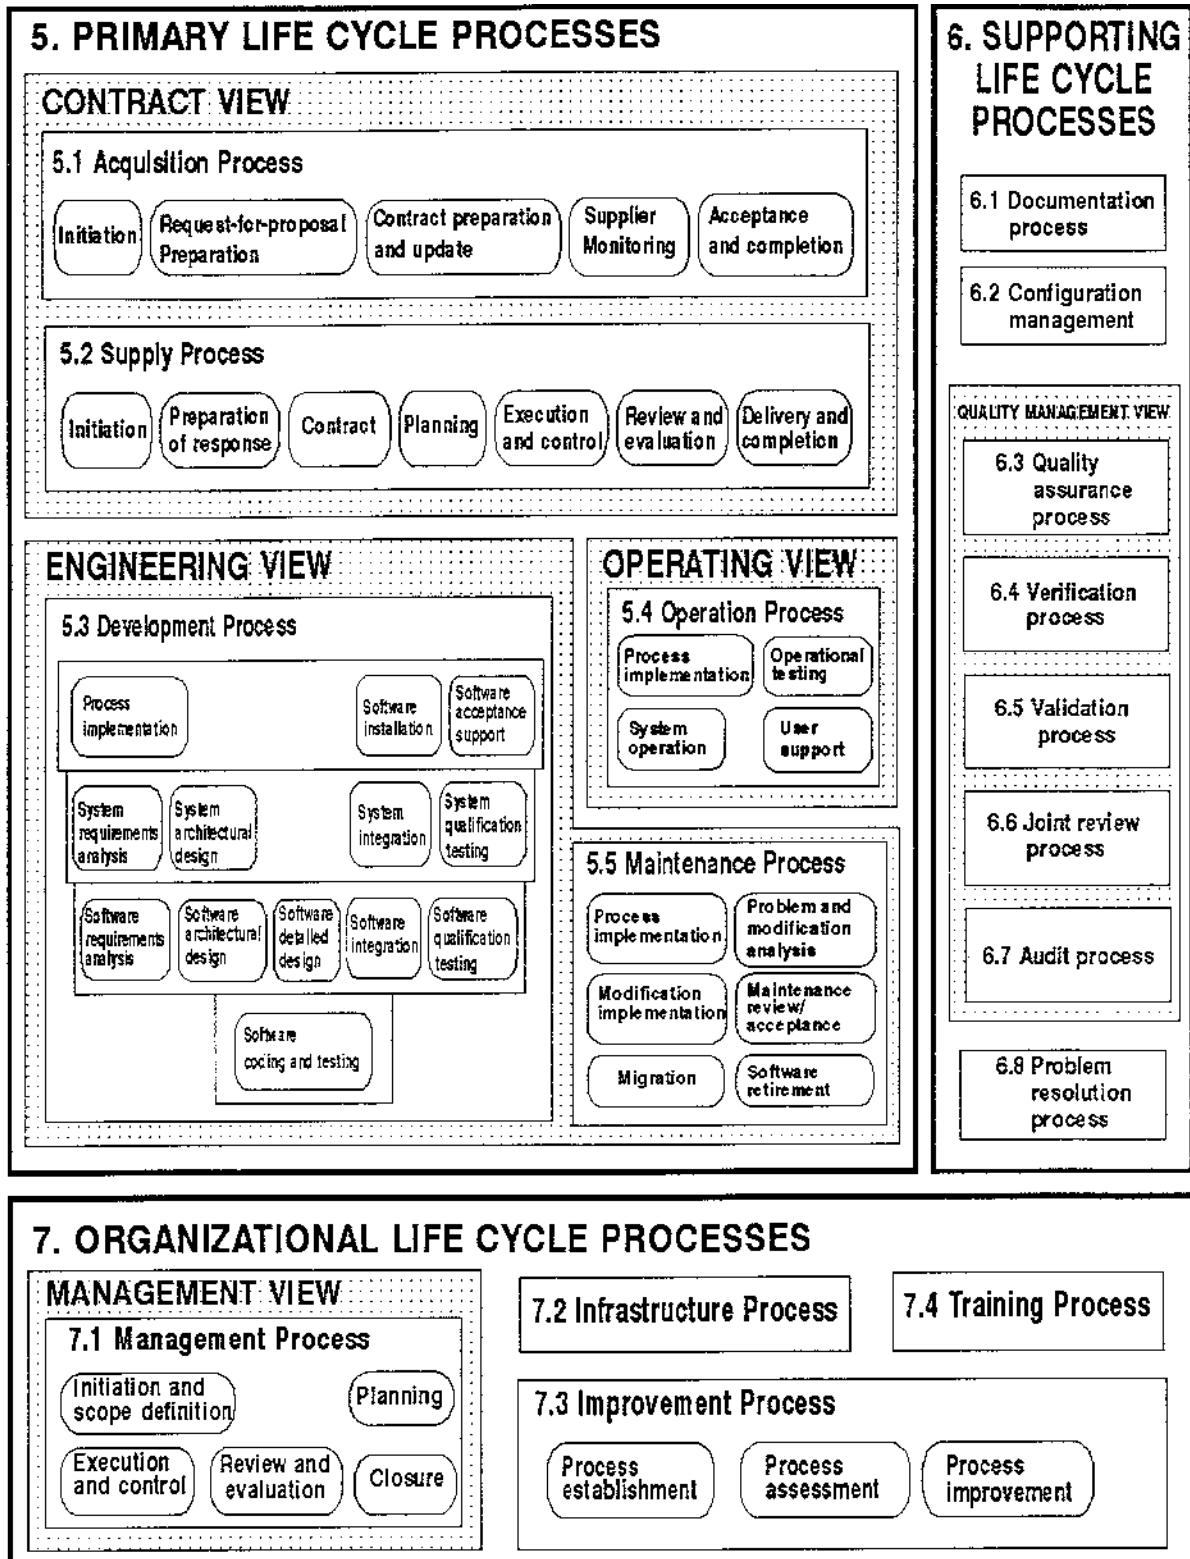 5. PRIMARY LIFE CYCLE PROCESSES
CONTRACT VIEW
5.1 Acquisition Process
Initiation
Request-for-proposal
Preparation
Contract preparation
and update
Supplier
Monitoring
Acceptance
and completion
5.2 Supply Process
Initiation
Preparation
of response
Contract
Planning
Execution
and control
Review and
evaluation
Delivery and
completion
ENGINEERING VIEW
5.3 Development Process
Process
implementation
Software
installation
Software
acceptance
support
System
requirements
analysis
System
architectural
design
System
integration
System
qualification
testing
Software
requirements
analysis
Software
architectural
design
Software
detailed
design
Software
integration
Software
qualification
testing
Software
coding and testing
OPERATING VIEW
5.4 Operation Process
Process
implementation
Operational
testing
System
operation
User
support
5.5 Maintenance Process
Process
implementation
Problem and
modification
analysis
Modification
implementation
Maintenance
review/
acceptance
Migration
Software
retirement
6. SUPPORTING
LIFE CYCLE
PROCESSES
6.1 Documentation
process
6.2 Configuration
management
QUALITY MANAGEMENT VIEW
6.3 Quality
assurance
process
6.4 Verification
process
6.5 Validation
process
6.6 Joint review
process
6.7 Audit process
6.8 Problem
resolution
process
7. ORGANIZATIONAL LIFE CYCLE PROCESSES
MANAGEMENT VIEW
7.1 Management Process
Initiation and
scope definition
Planning
Execution
and control
Review and
evaluation
Closure
7.2 Infrastructure Process
7.4 Training Process
7.3 Improvement Process
Process
establishment
Process
assessment
Process
improvement